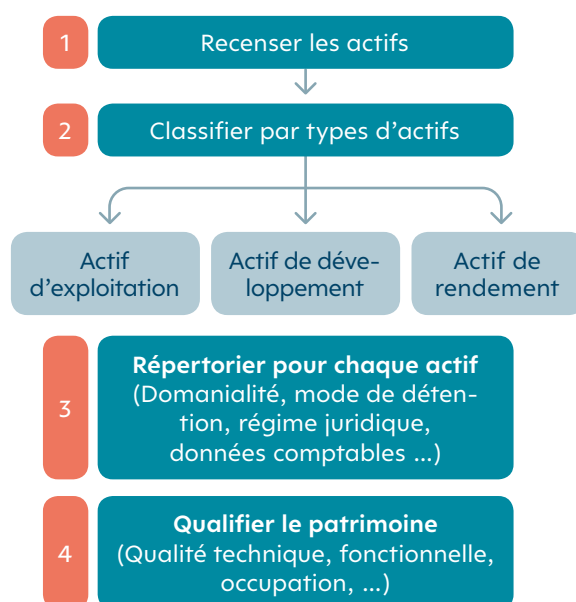 1
Recenser les actifs
2
Classifier par types d'actifs
Actif
d'exploitation
Actif de déve-
loppement
Actif de
rendement
3
Répertorier pour chaque actif
(Domanialité, mode de déten-
tion, régime juridique,
données comptables ...)
4
Qualifier le patrimoine
(Qualité technique, fonctionnelle,
occupation, ...)